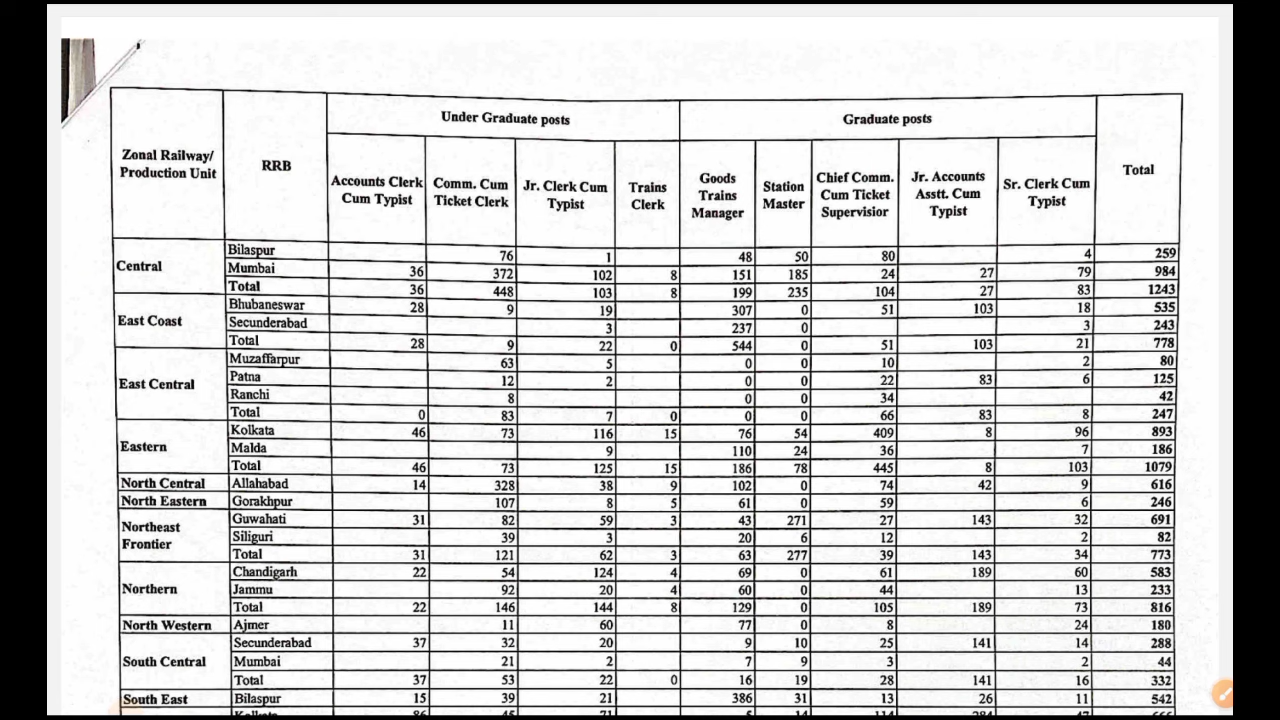 Under Graduate posts Graduate posts
Zonal Railway/ Production Unit RRB Accounts Clerk Cum Typist Comm. Cum Ticket Clerk Jr. Clerk Cum Typist Trains Clerk Goods Trains Manager Station Master Chief Comm. Cum Ticket Supervisior Jr. Accounts Asstt. Cum Typist Sr. Clerk Cum Typist Total
Central Bilaspur 76 1 48 50 80 4 259
Mumbai 36 372 102 8 151 185 24 27 79 984
Total 36 448 103 8 199 235 104 27 83 1243
East Coast Bhubaneswar 28 9 19 307 0 51 103 18 535
Secunderabad 3 237 0 3 243
Total 28 9 22 0 544 0 51 103 21 778
East Central Muzaffarpur 63 5 0 0 10 2 80
Patna 12 2 0 0 22 83 6 125
Ranchi 8 0 0 34 42
Total 0 83 7 0 0 0 66 83 8 247
Eastern Kolkata 46 73 116 15 76 54 409 8 96 893
Malda 9 110 24 36 7 186
Total 46 73 125 15 186 78 445 8 103 1079
North Central Allahabad 14 328 38 9 102 0 74 42 9 616
North Eastern Gorakhpur 107 8 5 61 0 59 6 246
Northeast Frontier Guwahati 31 82 59 3 43 271 27 143 32 691
Siliguri 39 3 20 6 12 2 82
Total 31 121 62 3 63 277 39 143 34 773
Northern Chandigarh 22 54 124 4 69 0 61 189 60 583
Jammu 92 20 4 60 0 44 13 233
Total 22 146 144 8 129 0 105 189 73 816
North Western Ajmer 11 60 77 0 8 24 180
South Central Secunderabad 37 32 20 9 10 25 141 14 288
Mumbai 21 2 7 9 3 2 44
Total 37 53 22 0 16 19 28 141 16 332
South East Bilaspur 15 39 21 386 31 13 26 11 542